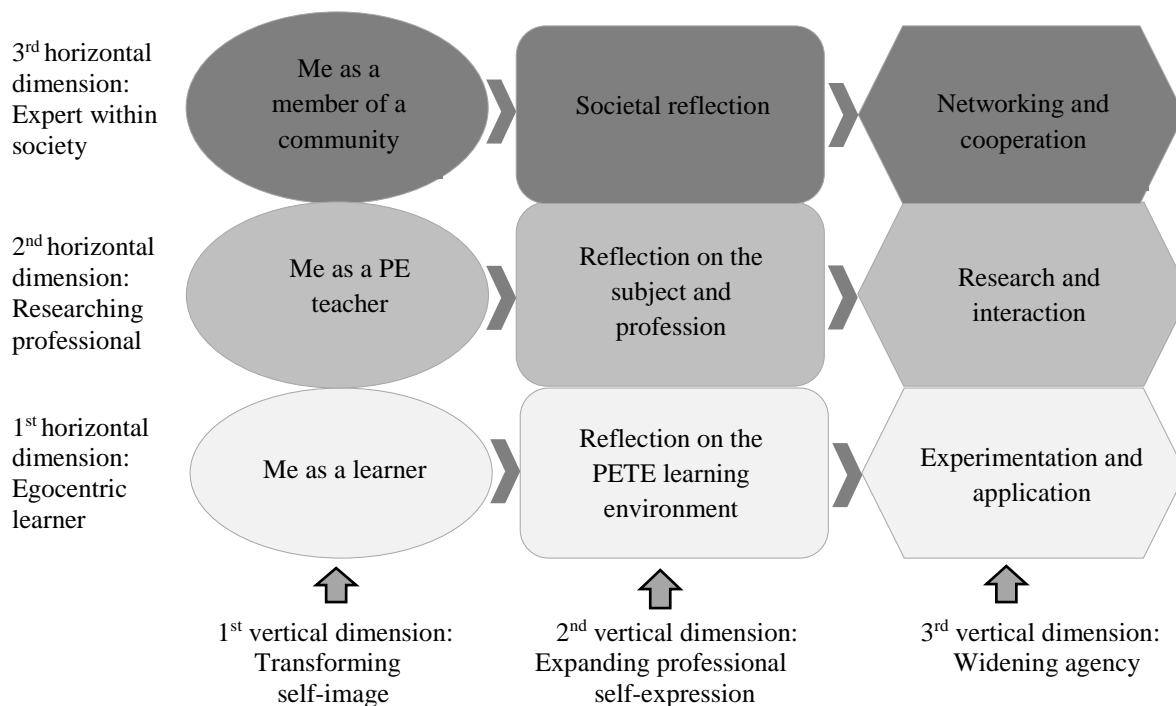 3rd horizontal
dimension:
Expert within
society
Me as a
member of a
community
Societal reflection
Networking and
cooperation
2nd horizontal
dimension:
Researching
professional
Me as a PE
teacher
Reflection on the
subject and
profession
Research and
interaction
1st horizontal
dimension:
Egocentric
learner
Me as a learner
Reflection on the
PETE learning
environment
Experimentation and
application
1st vertical dimension:
Transforming
self-image
2nd vertical dimension:
Expanding professional
self-expression
3rd vertical dimension:
Widening agency